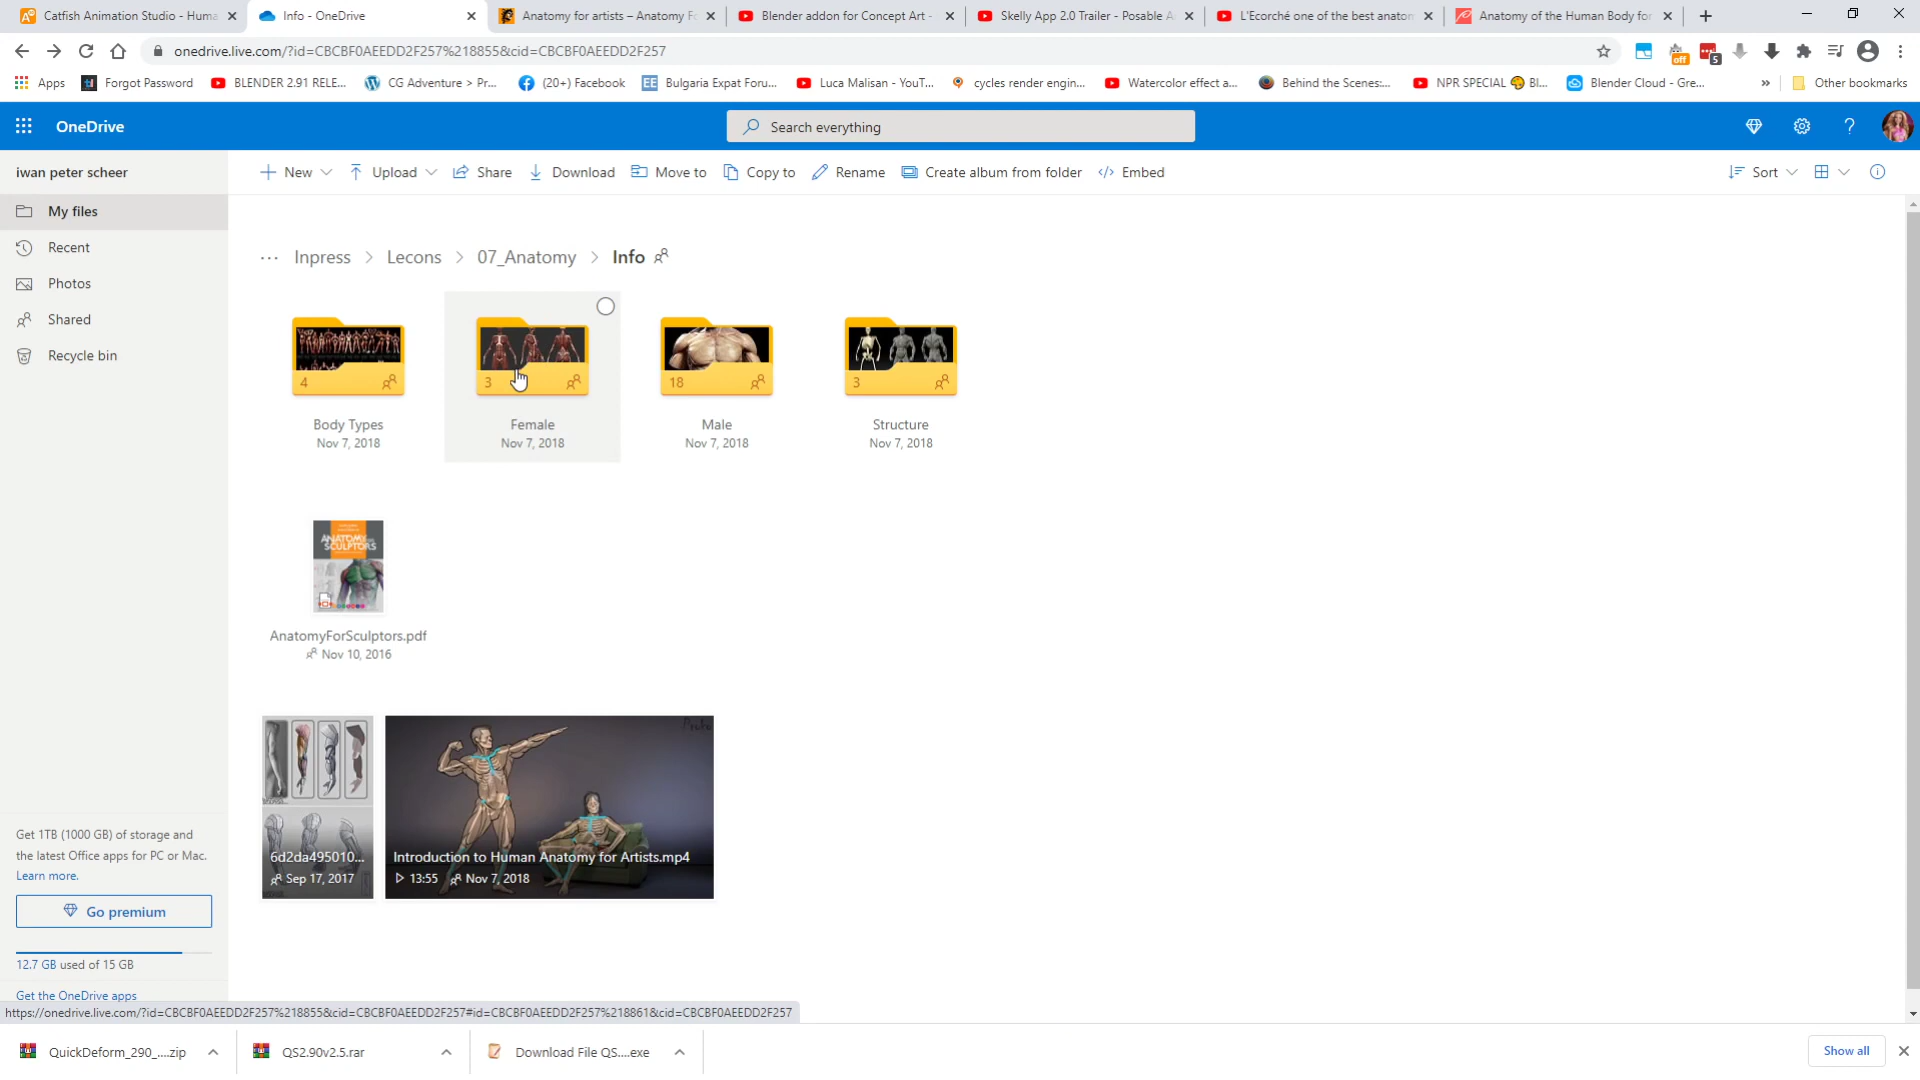 Catfish Animation Studio - Huma
Info - OneDrive
Anatomy for artists – Anatomy F
Blender addon for Concept Art -
Skelly App 2.0 Trailer - Posable A
L'Ecorché one of the best anatom
Anatomy of the Human Body for
onedrive.live.com/?id=CBCBF0AEEDD2F257%218855&cid=CBCBF0AEEDD2F257
off
5
Apps
Forgot Password
BLENDER 2.91 RELE...
CG Adventure > Pr...
(20+) Facebook
EE
Bulgaria Expat Foru...
Luca Malisan - YouT...
cycles render engin...
Watercolor effect a...
Behind the Scenes:...
NPR SPECIAL Bl...
Blender Cloud - Gre...
»
Other bookmarks
OneDrive
Search everything
?
iwan peter scheer
New
Upload
Share
Download
Move to
Copy to
Rename
Create album from folder
Embed
Sort
My files
Recent
Photos
Shared
Recycle bin
... Inpress > Lecons > 07_Anatomy > Info
4
3
18
3
Body Types
Nov 7, 2018
Female
Nov 7, 2018
Male
Nov 7, 2018
Structure
Nov 7, 2018
ANATOMY
SCULPTORS
AnatomyForSculptors.pdf
Nov 10, 2016
Proko
6d2da495010...
Sep 17, 2017
Introduction to Human Anatomy for Artists.mp4
13:55 Nov 7, 2018
Get 1TB (1000 GB) of storage and
the latest Office apps for PC or Mac.
Learn more.
Go premium
12.7 GB used of 15 GB
Get the OneDrive apps
https://onedrive.live.com/?id=CBCBF0AEEDD2F257%218855&cid=CBCBF0AEEDD2F257#id=CBCBF0AEEDD2F257%218861&cid=CBCBF0AEEDD2F257
QuickDeform_290_....zip
QS2.90v2.5.rar
Download File QS....exe
Show all